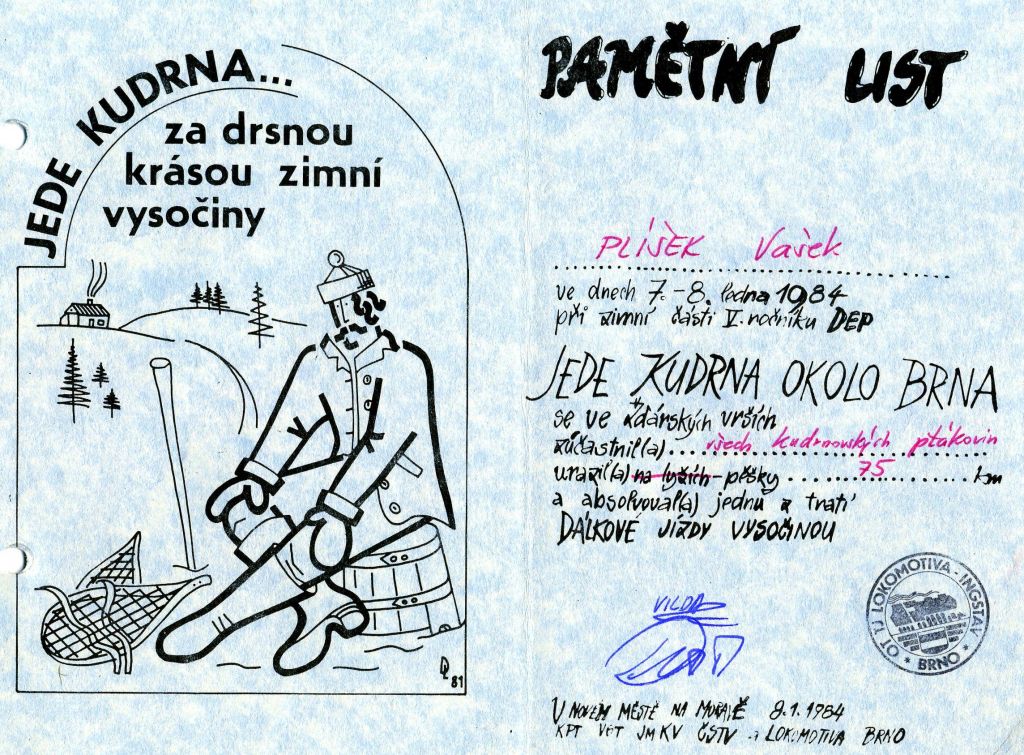 JEDE KUDRNA...
za drsnou
krásou zimní
vysočiny
81
PAMĚTNÍ LIST
PLÍŠEK Vašek
ve dnech 7.-8. ledna 1984
při zimní části V. ročníku DEP
JEDE KUDRNA OKOLO BRNA
se ve Žďárských vrších
zúčastnil(a) všech kudrnovských ptákovin
urazil(a) na lyžích - pěšky 75 km
a absolvoval(a) jednu z tratí
DÁLKOVÉ JÍZDY VYSOČINOU
VILDA
OT TJ LOKOMOTIVA - INGSTAV
* BRNO *
V NOVÉM MĚSTĚ NA MORAVĚ 8.1.1984
KPT VČT JMKV ČSTV LOKOMOTIVA BRNO